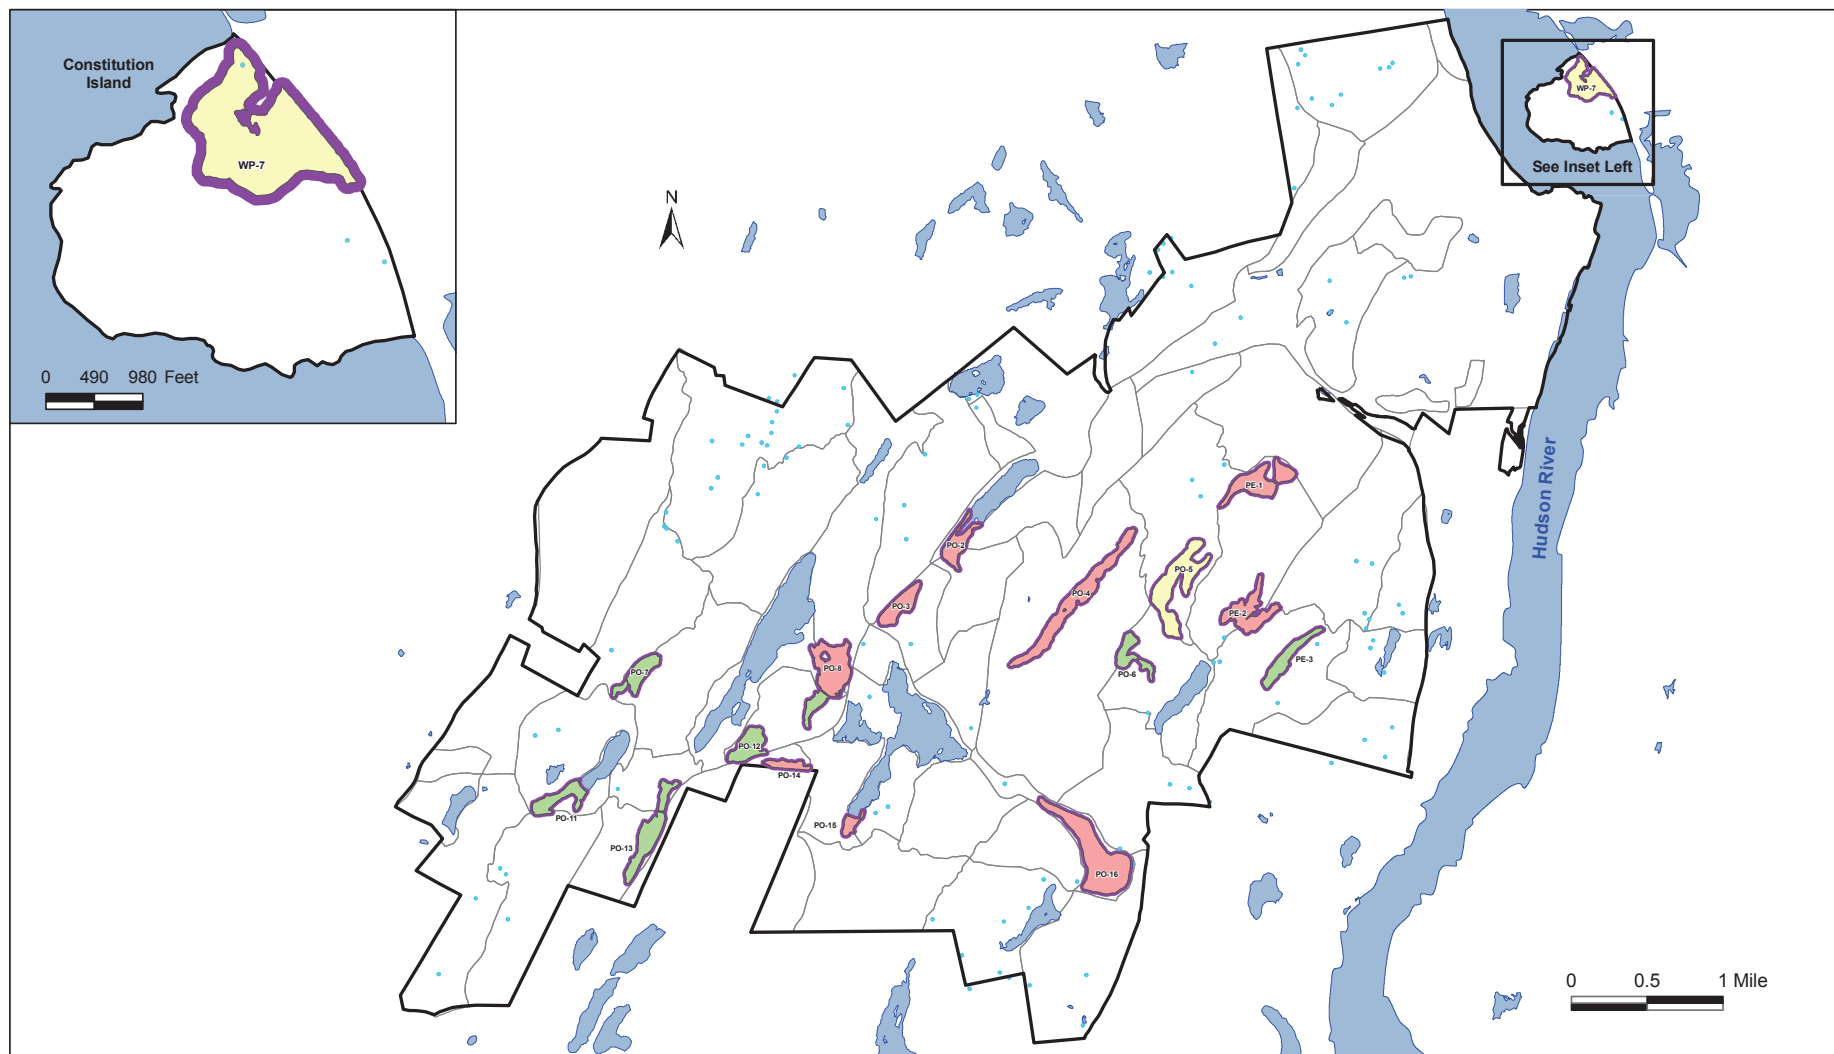 Constitution
Island
WP-7
0 490 980 Feet
N
WP-7
See Inset Left
Hudson River
PE-1
PO-2
PO-5
PO-4
PO-3
PE-2
PE-3
PO-8
PO-7
PO-6
PO-12
PO-14
PO-11
PO-15
PO-13
PO-16
0 0.5 1 Mile